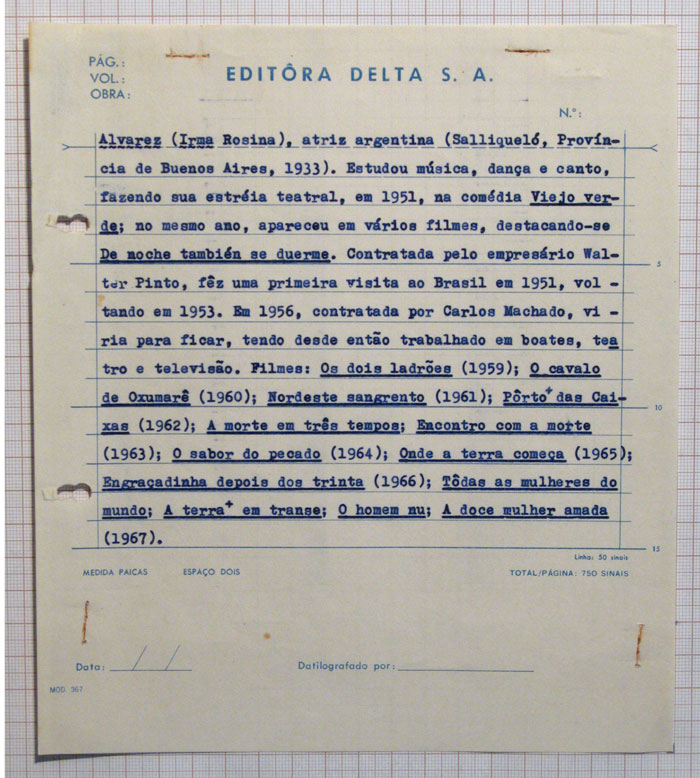 PÁG.:
VOL.:
OBRA:
EDITÔRA DELTA S. A.
N.º:
Alvarez (Irma Rosina), atriz argentina (Salliqueló, Provín-
cia de Buenos Aires, 1933). Estudou música, dança e canto,
fazendo sua estréia teatral, em 1951, na comédia Viejo ver-
de; no mesmo ano, apareceu em vários filmes, destacando-se
De noche también se duerme. Contratada pelo empresário Wal-
5
ter Pinto, fêz uma primeira visita ao Brasil em 1951, vol -
tando em 1953. Em 1956, contratada por Carlos Machado, vi -
ria para ficar, tendo desde então trabalhado em boates, tea
tro e televisão. Filmes: Os dois ladrões (1959); O cavalo
de Oxumarê (1960); Nordeste sangrento (1961); Pôrto+ das Cai-
10
xas (1962); A morte em três tempos; Encontro com a morte
(1963); O sabor do pecado (1964); Onde a terra começa (1965);
Engraçadinha depois dos trinta (1966); Tôdas as mulheres do
mundo; A terra+ em transe; O homem nu; A doce mulher amada
(1967).
15
Linha: 50 sinais
MEDIDA PAICAS ESPAÇO DOIS TOTAL/PÁGINA: 750 SINAIS
Data: / / Datilografado por:
MOD. 367